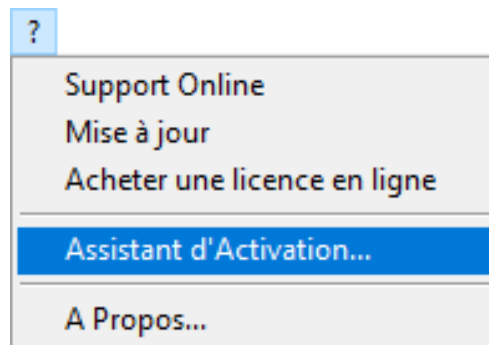 ?
Support Online
Mise à jour
Acheter une licence en ligne
Assistant d'Activation...
A Propos...